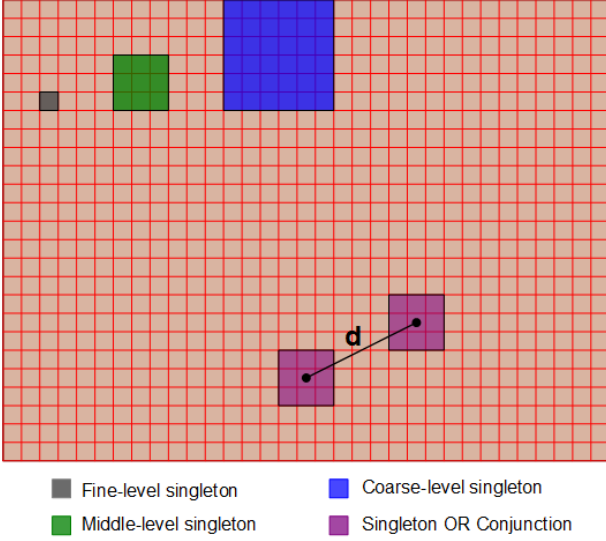 d
Fine-level singleton
Coarse-level singleton
Middle-level singleton
Singleton OR Conjunction